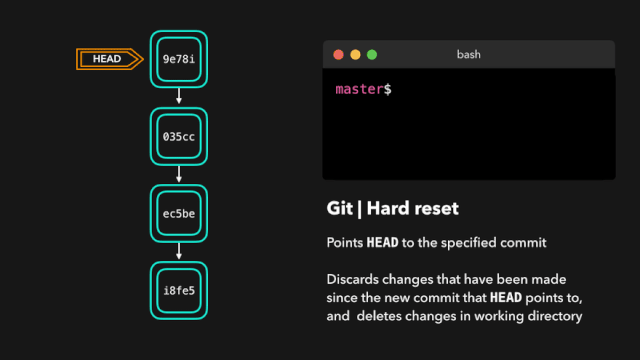 HEAD
9e78i
035cc
ec5be
i8fe5
bash
master$
Git | Hard reset
Points HEAD to the specified commit
Discards changes that have been made
since the new commit that HEAD points to,
and deletes changes in working directory